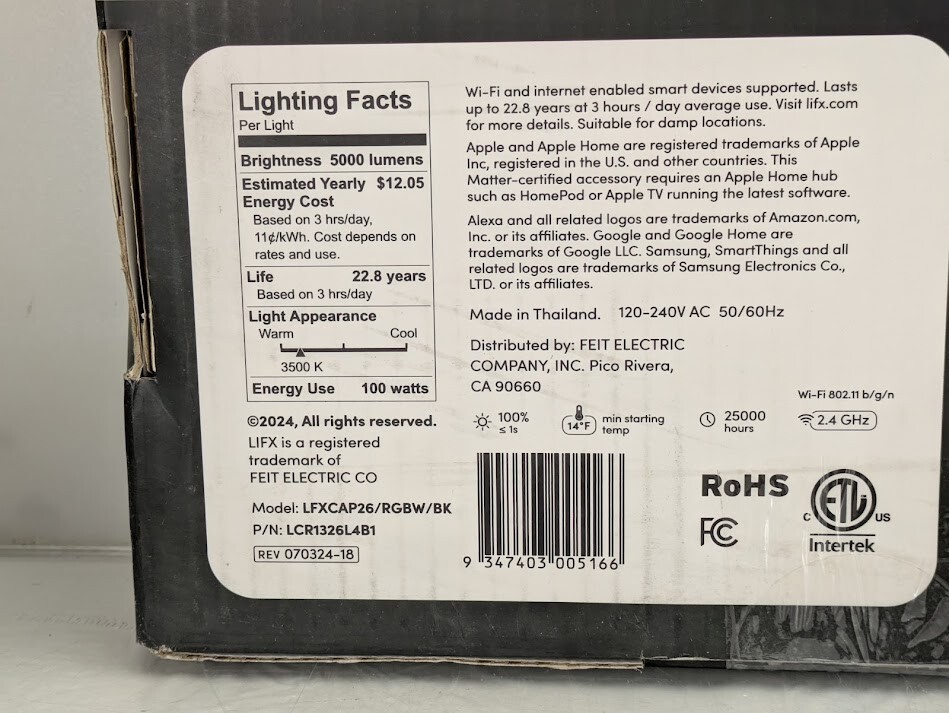 Lighting Facts
Per Light
Brightness 5000 lumens
Estimated Yearly $12.05
Energy Cost
Based on 3 hrs/day,
11¢/kWh. Cost depends on
rates and use.
Life 22.8 years
Based on 3 hrs/day
Light Appearance
Warm Cool
3500 K
Energy Use 100 watts
©2024, All rights reserved.
LIFX is a registered
trademark of
FEIT ELECTRIC CO
Model: LFXCAP26/RGBW/BK
P/N: LCR1326L4B1
REV 070324-18
Wi-Fi and internet enabled smart devices supported. Lasts
up to 22.8 years at 3 hours / day average use. Visit lifx.com
for more details. Suitable for damp locations.
Apple and Apple Home are registered trademarks of Apple
Inc, registered in the U.S. and other countries. This
Matter-certified accessory requires an Apple Home hub
such as HomePod or Apple TV running the latest software.
Alexa and all related logos are trademarks of Amazon.com,
Inc. or its affiliates. Google and Google Home are
trademarks of Google LLC. Samsung, SmartThings and all
related logos are trademarks of Samsung Electronics Co.,
LTD. or its affiliates.
Made in Thailand. 120-240V AC 50/60Hz
Distributed by: FEIT ELECTRIC
COMPANY, INC. Pico Rivera,
CA 90660
100%
≤ 1s
14°F
min starting
temp
25000
hours
Wi-Fi 802.11 b/g/n
2.4 GHz
9 347403 005166
RoHS
FC
ETL
C US
Intertek